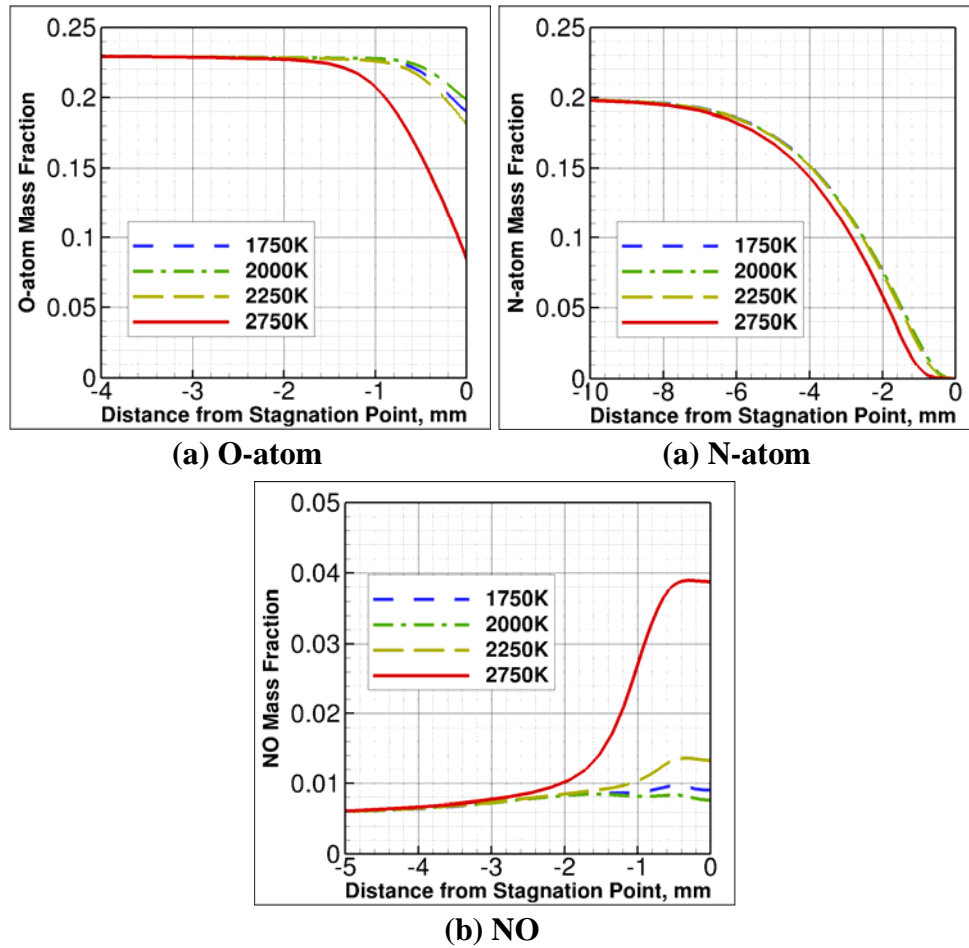 0.25
0.2
0.15
0.1
0.05
0
O-atom Mass Fraction
1750K
2000K
2250K
2750K
-4 -3 -2 -1 0
Distance from Stagnation Point, mm
(a) O-atom
0.25
0.2
0.15
0.1
0.05
0
N-atom Mass Fraction
1750K
2000K
2250K
2750K
-10 -8 -6 -4 -2 0
Distance from Stagnation Point, mm
(a) N-atom
0.05
0.04
0.03
0.02
0.01
0
NO Mass Fraction
1750K
2000K
2250K
2750K
-5 -4 -3 -2 -1 0
Distance from Stagnation Point, mm
(b) NO